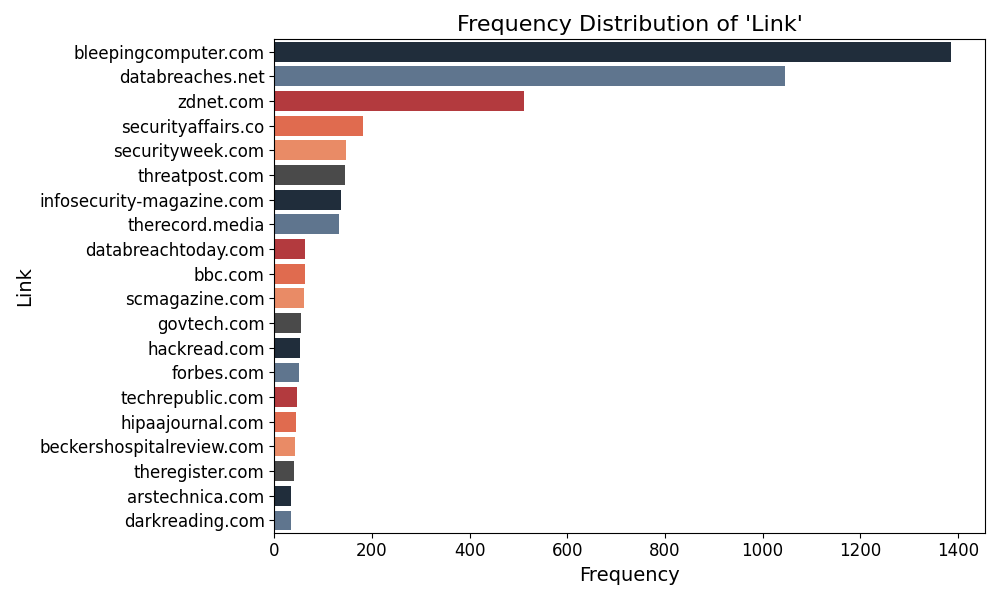 Frequency Distribution of 'Link'
Link
bleepingcomputer.com
databreaches.net
zdnet.com
securityaffairs.co
securityweek.com
threatpost.com
infosecurity-magazine.com
therecord.media
databreachtoday.com
bbc.com
scmagazine.com
govtech.com
hackread.com
forbes.com
techrepublic.com
hipaajournal.com
beckershospitalreview.com
theregister.com
arstechnica.com
darkreading.com
0 200 400 600 800 1000 1200 1400
Frequency